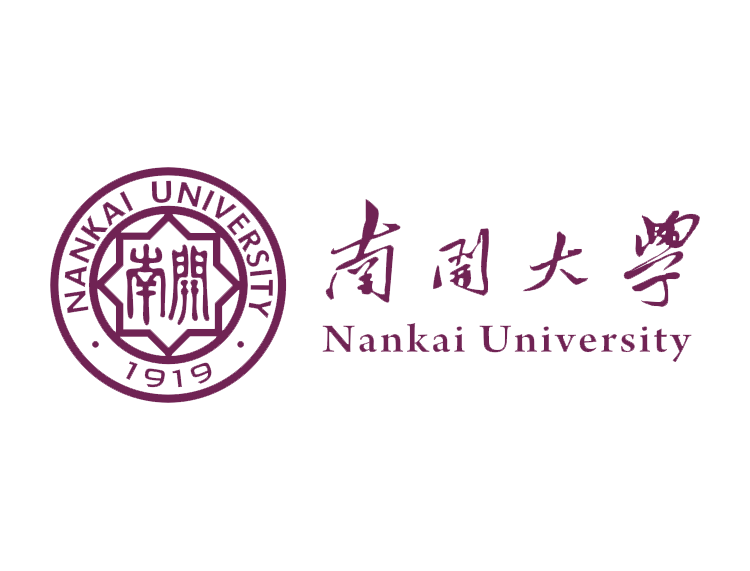 NANKAI UNIVERSITY
南開
· 1919 ·
南開大學
Nankai University